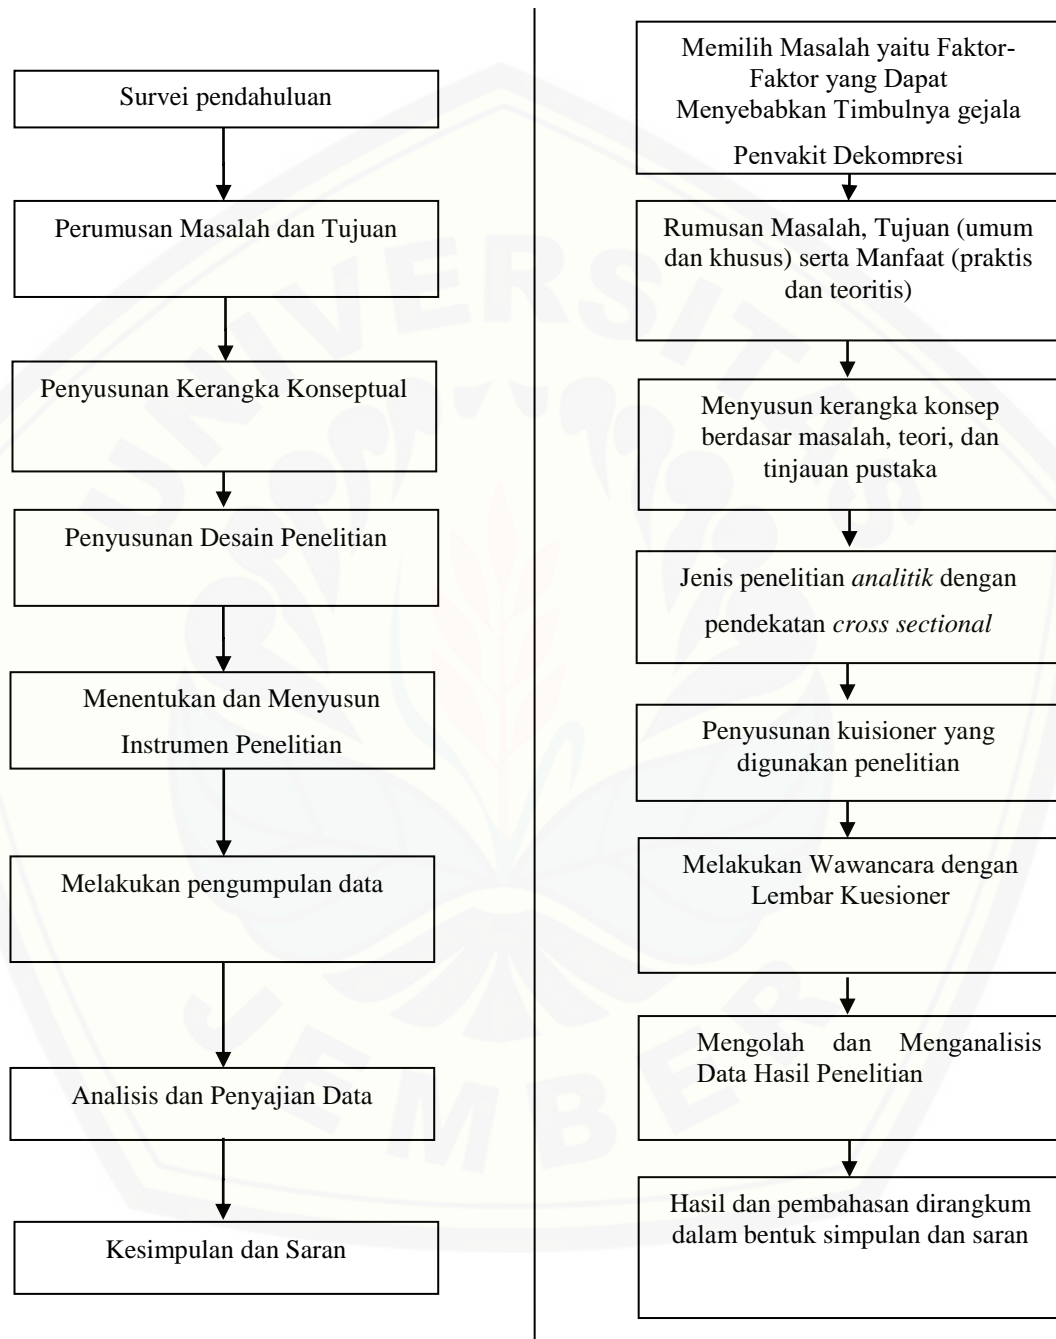 Survei pendahuluan
Perumusan Masalah dan Tujuan
Penyusunan Kerangka Konseptual
Penyusunan Desain Penelitian
Menentukan dan Menyusun
Instrumen Penelitian
Melakukan pengumpulan data
Analisis dan Penyajian Data
Kesimpulan dan Saran
Memilih Masalah yaitu Faktor-
Faktor yang Dapat
Menyebabkan Timbulnya gejala
Penyakit Dekompresi
Rumusan Masalah, Tujuan (umum
dan khusus) serta Manfaat (praktis
dan teoritis)
Menyusun kerangka konsep
berdasar masalah, teori, dan
tinjauan pustaka
Jenis penelitian analitik dengan
pendekatan cross sectional
Penyusunan kuisioner yang
digunakan penelitian
Melakukan Wawancara dengan
Lembar Kuesioner
Mengolah dan Menganalisis
Data Hasil Penelitian
Hasil dan pembahasan dirangkum
dalam bentuk simpulan dan saran
UNIVERSITAS
JEMBER